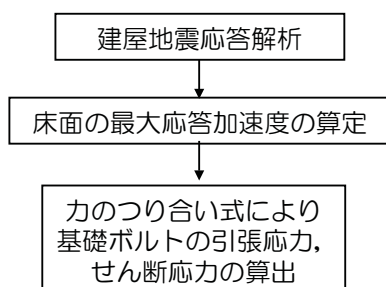 建屋地震応答解析
床面の最大応答加速度の算定
力のつり合い式により
基礎ボルトの引張応力,
せん断応力の算出